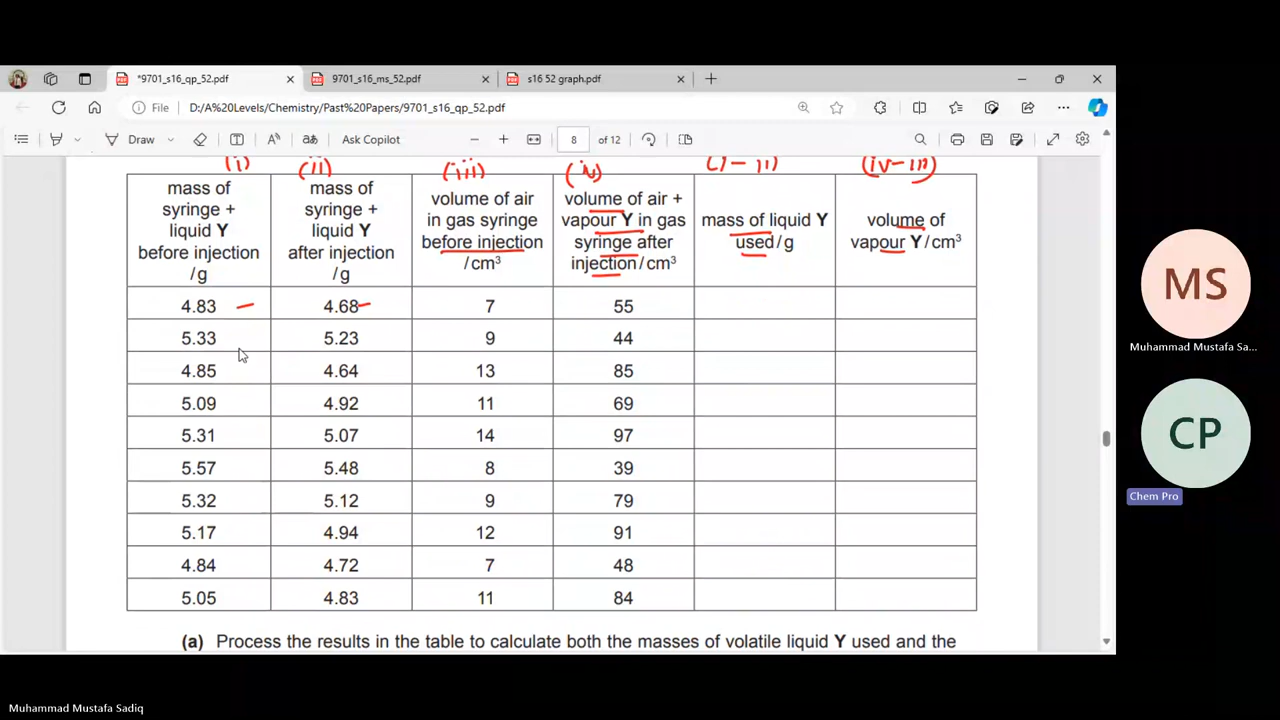 *9701_s16_qp_52.pdf
9701_s16_ms_52.pdf
s16 52 graph.pdf
File
D:/A%20Levels/Chemistry/Past%20Papers/9701_s16_qp_52.pdf
Draw
Ask Copilot
8 of 12
(i) (ii) (iii) (iv) (i-ii) (iv-iii)
mass of
syringe +
liquid Y
before injection
/g
mass of
syringe +
liquid Y
after injection
/g
volume of air
in gas syringe
before injection
/cm³
volume of air +
vapour Y in gas
syringe after
injection/cm³
mass of liquid Y
used/g
volume of
vapour Y/cm³
4.83 4.68 7 55
5.33 5.23 9 44
4.85 4.64 13 85
5.09 4.92 11 69
5.31 5.07 14 97
5.57 5.48 8 39
5.32 5.12 9 79
5.17 4.94 12 91
4.84 4.72 7 48
5.05 4.83 11 84
(a) Process the results in the table to calculate both the masses of volatile liquid Y used and the
MS
Muhammad Mustafa Sa...
CP
Chem Pro
Muhammad Mustafa Sadiq